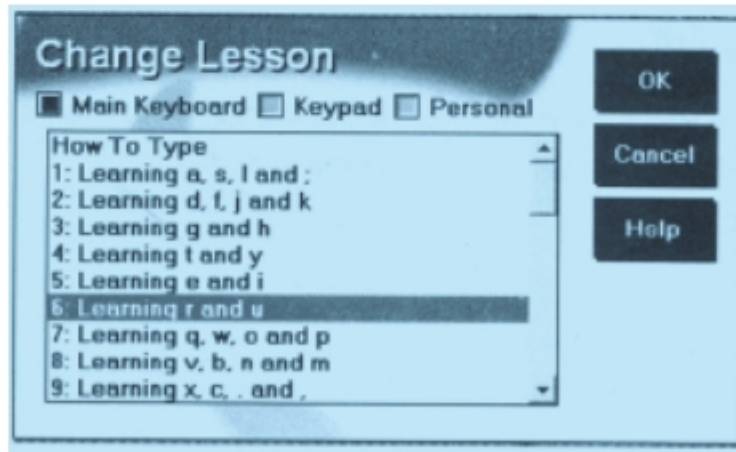 Change Lesson
Main Keyboard Keypad Personal
How To Type
1: Learning a, s, l and ;
2: Learning d, f, j and k
3: Learning g and h
4: Learning t and y
5: Learning e and i
6: Learning r and u
7: Learning q, w, o and p
8: Learning v, b, n and m
9: Learning x, c, . and ,
OK
Cancel
Help